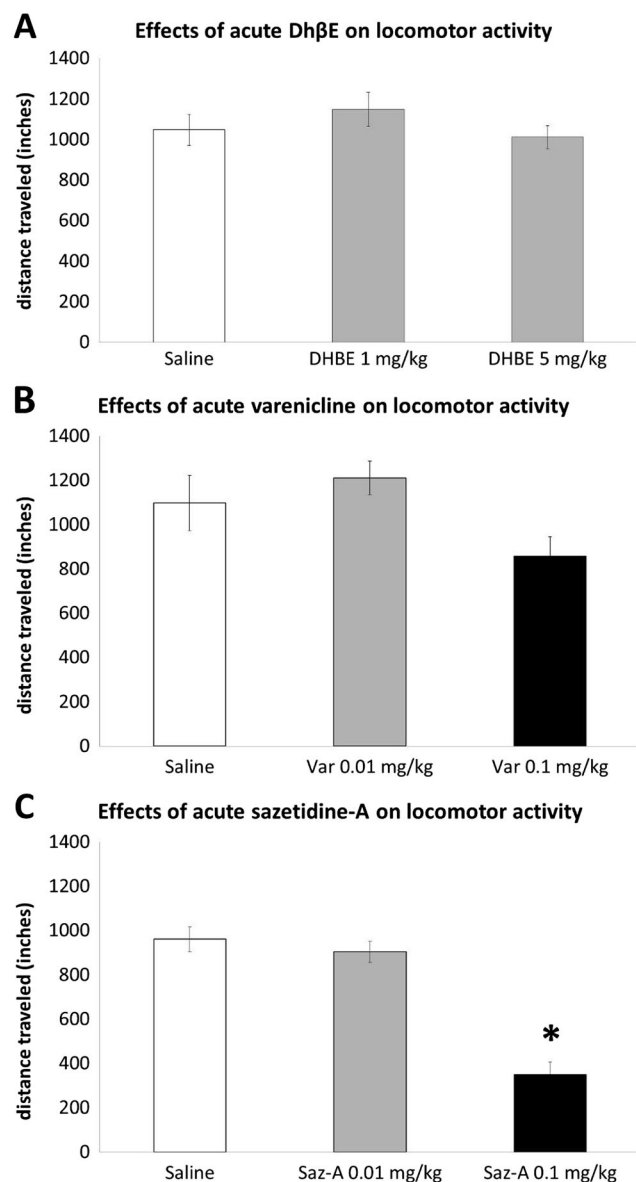 A
Effects of acute DhβE on locomotor activity
distance traveled (inches)
1400
1200
1000
800
600
400
200
0
Saline DHBE 1 mg/kg DHBE 5 mg/kg
B
Effects of acute varenicline on locomotor activity
distance traveled (inches)
1400
1200
1000
800
600
400
200
0
Saline Var 0.01 mg/kg Var 0.1 mg/kg
C
Effects of acute sazetidine-A on locomotor activity
distance traveled (inches)
1400
1200
1000
800
600
400
200
0
*
Saline Saz-A 0.01 mg/kg Saz-A 0.1 mg/kg